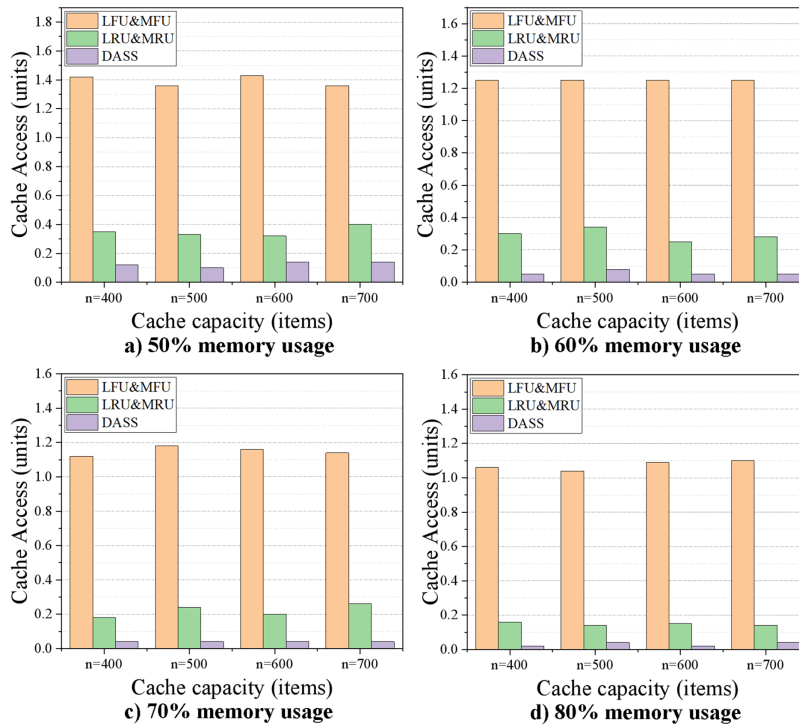 1.8
1.6
1.4
1.2
1.0
0.8
0.6
0.4
0.2
0.0
Cache Access (units)
LFU&MFU
LRU&MRU
DASS
n=400 n=500 n=600 n=700
Cache capacity (items)
a) 50% memory usage
1.6
1.4
1.2
1.0
0.8
0.6
0.4
0.2
0.0
Cache Access (units)
LFU&MFU
LRU&MRU
DASS
n=400 n=500 n=600 n=700
Cache capacity (items)
b) 60% memory usage
1.6
1.4
1.2
1.0
0.8
0.6
0.4
0.2
0.0
Cache Access (units)
LFU&MFU
LRU&MRU
DASS
n=400 n=500 n=600 n=700
Cache capacity (items)
c) 70% memory usage
1.6
1.4
1.2
1.0
0.8
0.6
0.4
0.2
0.0
Cache Access (units)
LFU&MFU
LRU&MRU
DASS
n=400 n=500 n=600 n=700
Cache capacity (items)
d) 80% memory usage